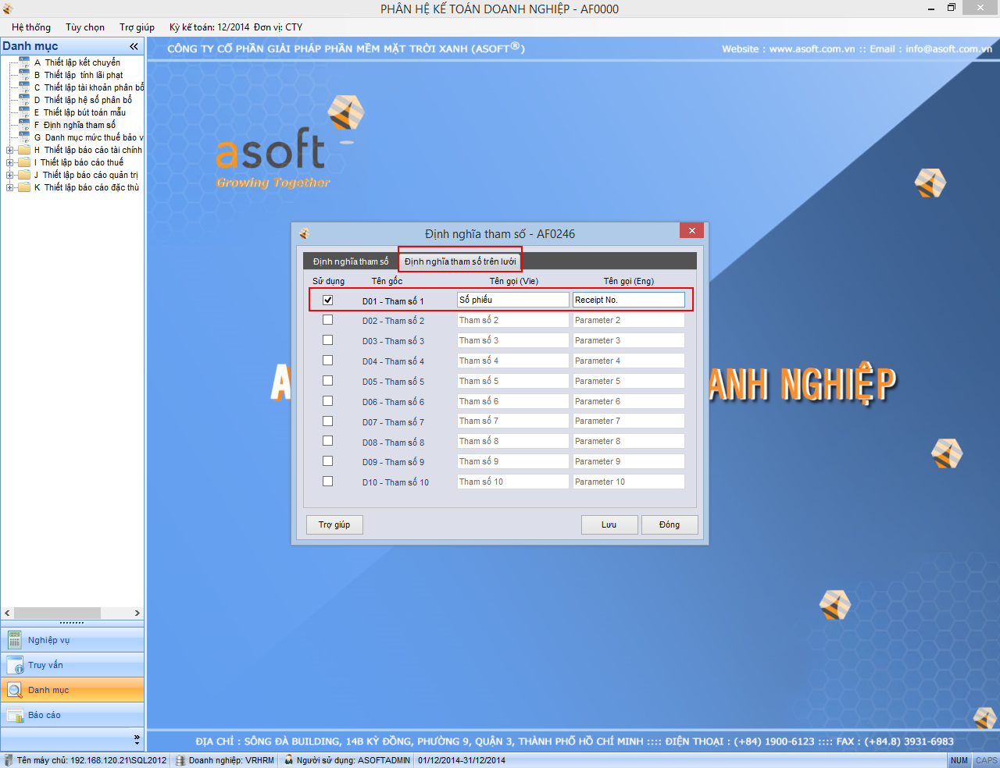 PHÂN HỆ KẾ TOÁN DOANH NGHIỆP - AF0000
Hệ thống Tùy chọn Trợ giúp Kỳ kế toán: 12/2014 Đơn vị: CTY
Danh mục
A Thiết lập kết chuyển
B Thiết lập tính lãi phạt
C Thiết lập tài khoản phân bổ
D Thiết lập hệ số phân bổ
E Thiết lập bút toán mẫu
F Định nghĩa tham số
G Danh mục mức thuế bảo v
H Thiết lập báo cáo tài chính
I Thiết lập báo cáo thuế
J Thiết lập báo cáo quản trị
K Thiết lập báo cáo đặc thù
Nghiệp vụ
Truy vấn
Danh mục
Báo cáo
CÔNG TY CỔ PHẦN GIẢI PHÁP PHẦN MỀM MẶT TRỜI XANH (ASOFT®)
Website : www.asoft.com.vn :: Email : info@asoft.com.vn
asoft
Growing Together
A
ANH NGHIỆP
Định nghĩa tham số - AF0246
Định nghĩa tham số Định nghĩa tham số trên lưới
Sử dụng Tên gốc Tên gọi (Vie) Tên gọi (Eng)
D01 - Tham số 1 Số phiếu Receipt No.
D02 - Tham số 2 Tham số 2 Parameter 2
D03 - Tham số 3 Tham số 3 Parameter 3
D04 - Tham số 4 Tham số 4 Parameter 4
D05 - Tham số 5 Tham số 5 Parameter 5
D06 - Tham số 6 Tham số 6 Parameter 6
D07 - Tham số 7 Tham số 7 Parameter 7
D08 - Tham số 8 Tham số 8 Parameter 8
D09 - Tham số 9 Tham số 9 Parameter 9
D10 - Tham số 10 Tham số 10 Parameter 10
Trợ giúp Lưu Đóng
ĐỊA CHỈ : SÔNG ĐÀ BUILDING, 14B KỲ ĐỒNG, PHƯỜNG 9, QUẬN 3, THÀNH PHỐ HỒ CHÍ MINH :::: ĐIỆN THOẠI : (+84) 1900-6123 :::: FAX : (+84.8) 3931-6983
Tên máy chủ: 192.168.120.21\SQL2012 Doanh nghiệp: VRHRM Người sử dụng: ASOFTADMIN 01/12/2014-31/12/2014 NUM CAPS